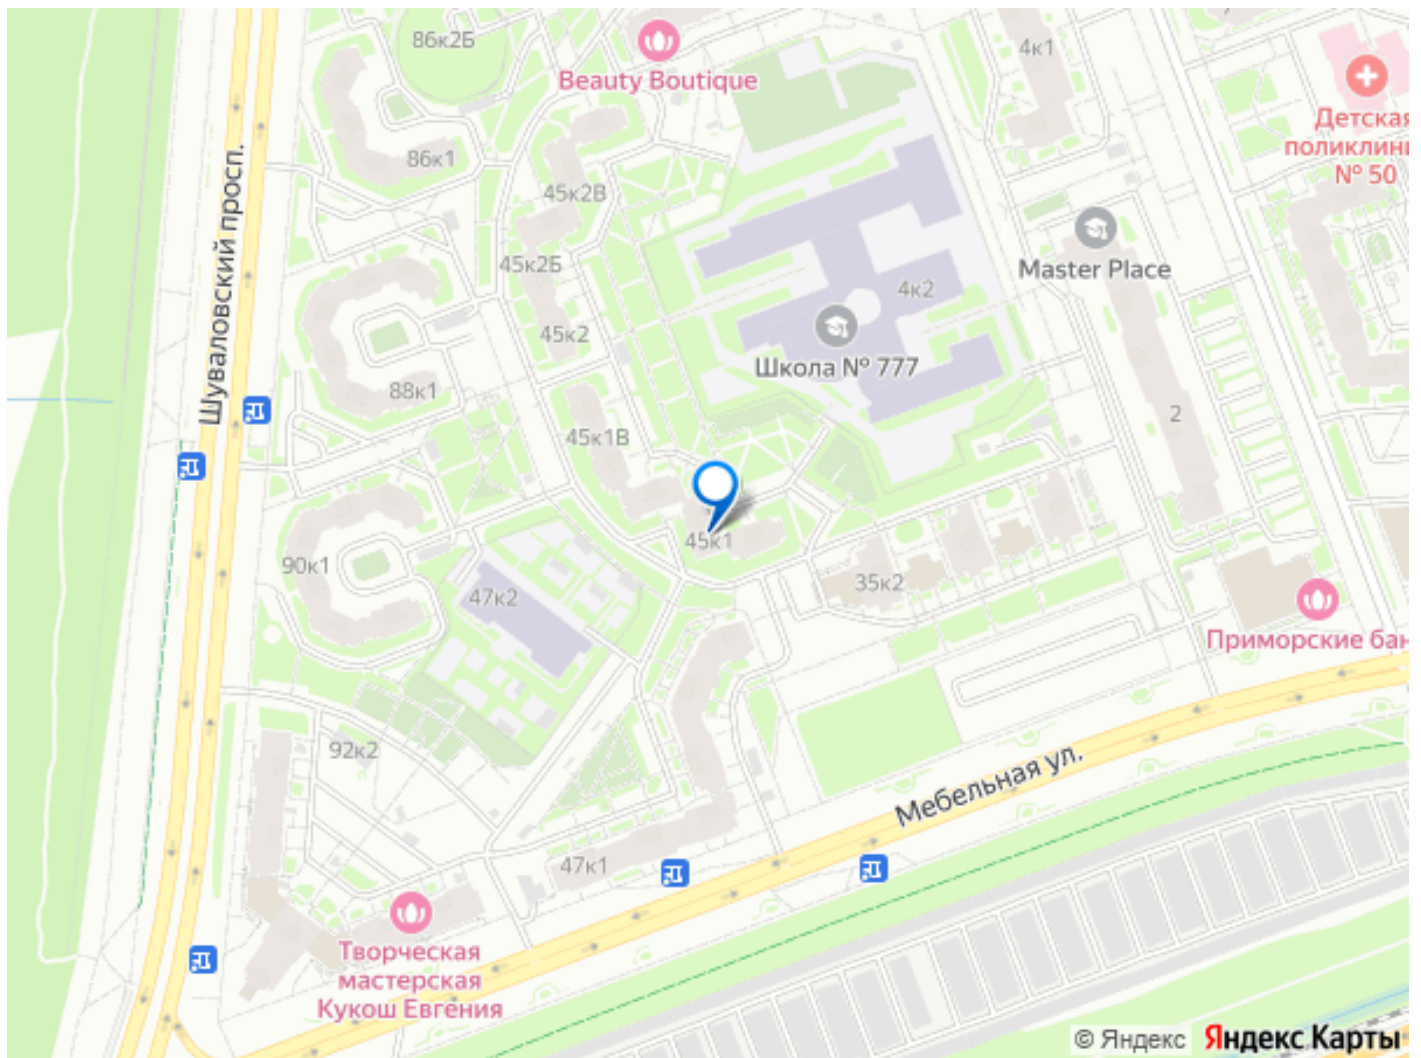 86к2Б
Beauty Boutique
4к1
Детская
поликлини
№ 50
86к1
45к2В
Шуваловский просп.
45к2Б
Master Place
4к2
45к2
Школа № 777
88к1
2
45к1В
45к1
90к1
35к2
47к2
Приморские бан
92к2
Мебельная ул.
47к1
Творческая
мастерская
Кукош Евгения
© Яндекс Яндекс Карты